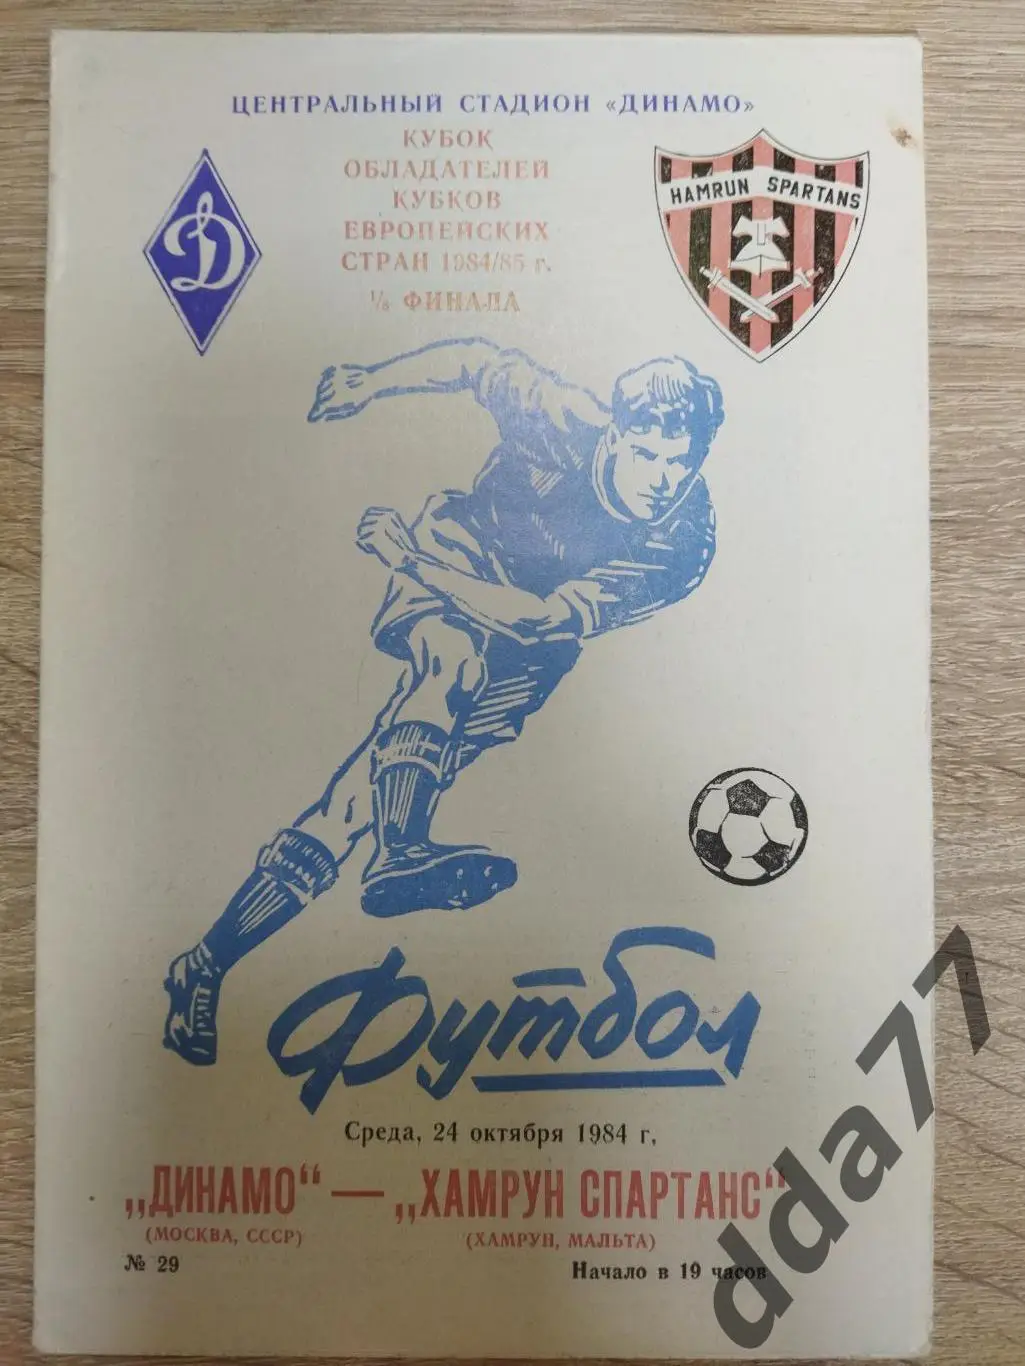 ЦЕНТРАЛЬНЫЙ СТАДИОН «ДИНАМО»
КУБОК
ОБЛАДАТЕЛЕЙ
КУБКОВ
ЕВРОПЕЙСКИХ
СТРАН 1984/85 г.
1/8 ФИНАЛА
Д
HAMRUN SPARTANS
Футбол
Среда, 24 октября 1984 г.
„ДИНАМО“ — „ХАМРУН СПАРТАНС“
(МОСКВА, СССР) (ХАМРУН, МАЛЬТА)
№ 29 Начало в 19 часов
dda77